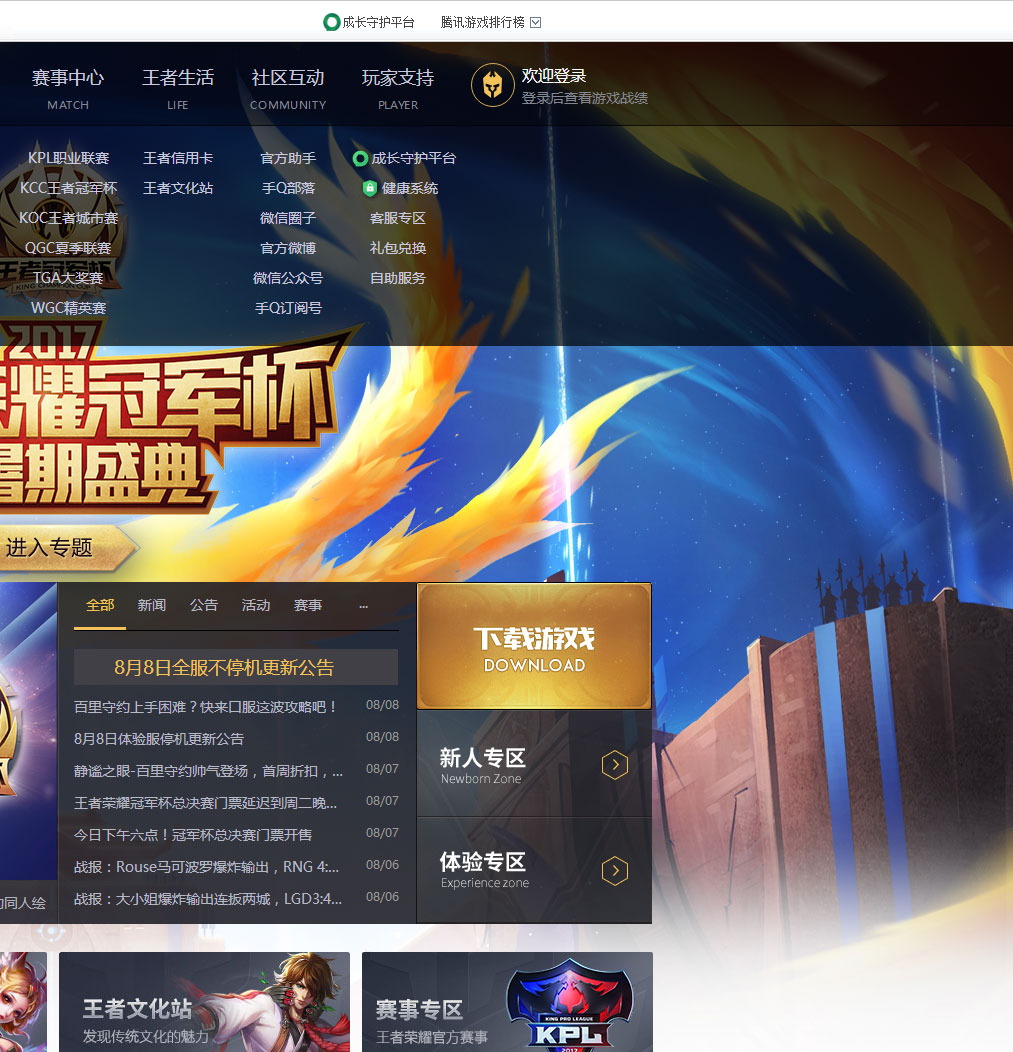 成长守护平台 腾讯游戏排行榜
赛事中心 王者生活 社区互动 玩家支持 欢迎登录
MATCH LIFE COMMUNITY PLAYER 登录后查看游戏战绩
KPL职业联赛 王者信用卡 官方助手 成长守护平台
KCC王者冠军杯 王者文化站 手Q部落 健康系统
KOC王者城市赛 微信圈子 客服专区
QGC夏季联赛 官方微博 礼包兑换
TGA大奖赛 微信公众号 自助服务
WGC精英赛 手Q订阅号
王者冠军杯
2017
耀冠军杯
暑期盛典
进入专题
全部 新闻 公告 活动 赛事 ...
8月8日全服不停机更新公告
百里守约上手困难？快来口服这波攻略吧！ 08/08
8月8日体验服停机更新公告 08/08
静谧之眼-百里守约帅气登场，首周折扣，... 08/07
王者荣耀冠军杯总决赛门票延迟到周二晚... 08/07
今日下午六点！冠军杯总决赛门票开售 08/07
战报：Rouse马可波罗爆炸输出，RNG 4:... 08/06
战报：大小姐爆炸输出连扳两城，LGD3:4... 08/06
下载游戏
DOWNLOAD
新人专区
Newborn Zone
体验专区
Experience zone
同人绘
王者文化站
发现传统文化的魅力
赛事专区
王者荣耀官方赛事
KING PRO LEAGUE
KPL
2017